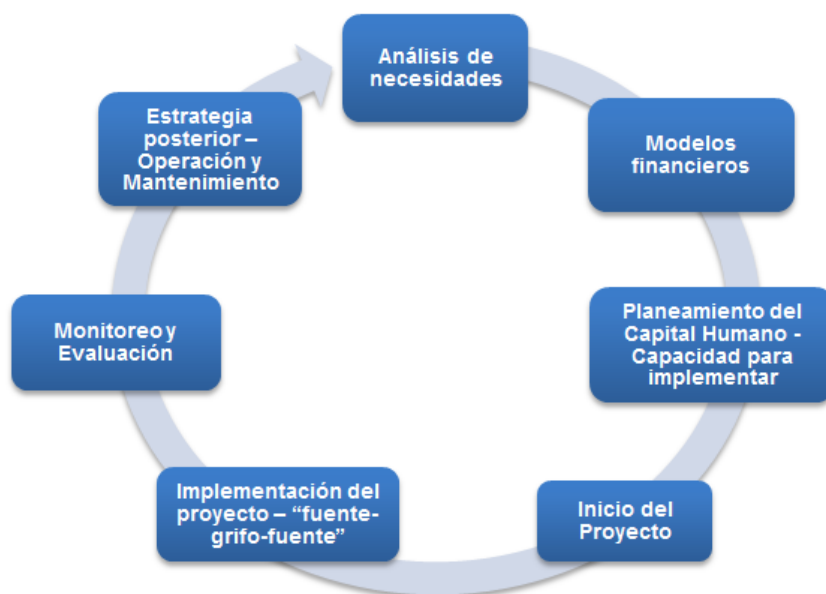 Análisis de
necesidades
Modelos
financieros
Planeamiento del
Capital Humano -
Capacidad para
implementar
Inicio del
Proyecto
Implementación del
proyecto – “fuente-
grifo-fuente”
Monitoreo y
Evaluación
Estrategia
posterior –
Operación y
Mantenimiento